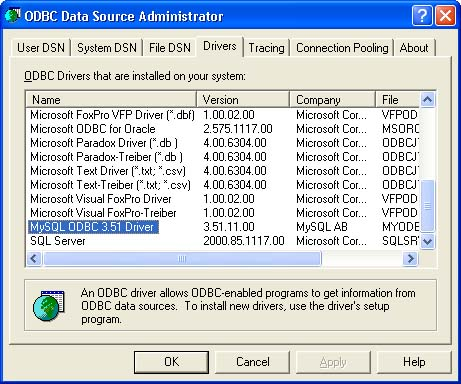 ODBC Data Source Administrator
User DSN System DSN File DSN Drivers Tracing Connection Pooling About
ODBC Drivers that are installed on your system:
Name Version Company File
Microsoft FoxPro VFP Driver (*.dbf) 1.00.02.00 Microsoft Cor... VFPOD
Microsoft ODBC for Oracle 2.575.1117.00 Microsoft Cor... MSORC
Microsoft Paradox Driver (*.db ) 4.00.6304.00 Microsoft Cor... ODBCJ
Microsoft Paradox-Treiber (*.db ) 4.00.6304.00 Microsoft Cor... ODBCJ
Microsoft Text Driver (*.txt; *.csv) 4.00.6304.00 Microsoft Cor... ODBCJ
Microsoft Text-Treiber (*.txt; *.csv) 4.00.6304.00 Microsoft Cor... ODBCJ
Microsoft Visual FoxPro Driver 1.00.02.00 Microsoft Cor... VFPOD
Microsoft Visual FoxPro-Treiber 1.00.02.00 Microsoft Cor... VFPOD
MySQL ODBC 3.51 Driver 3.51.11.00 MySQL AB MYODE
SQL Server 2000.85.1117.00 Microsoft Cor... SQLSR
An ODBC driver allows ODBC-enabled programs to get information from
ODBC data sources. To install new drivers, use the driver's setup
program.
OK Cancel Apply Help